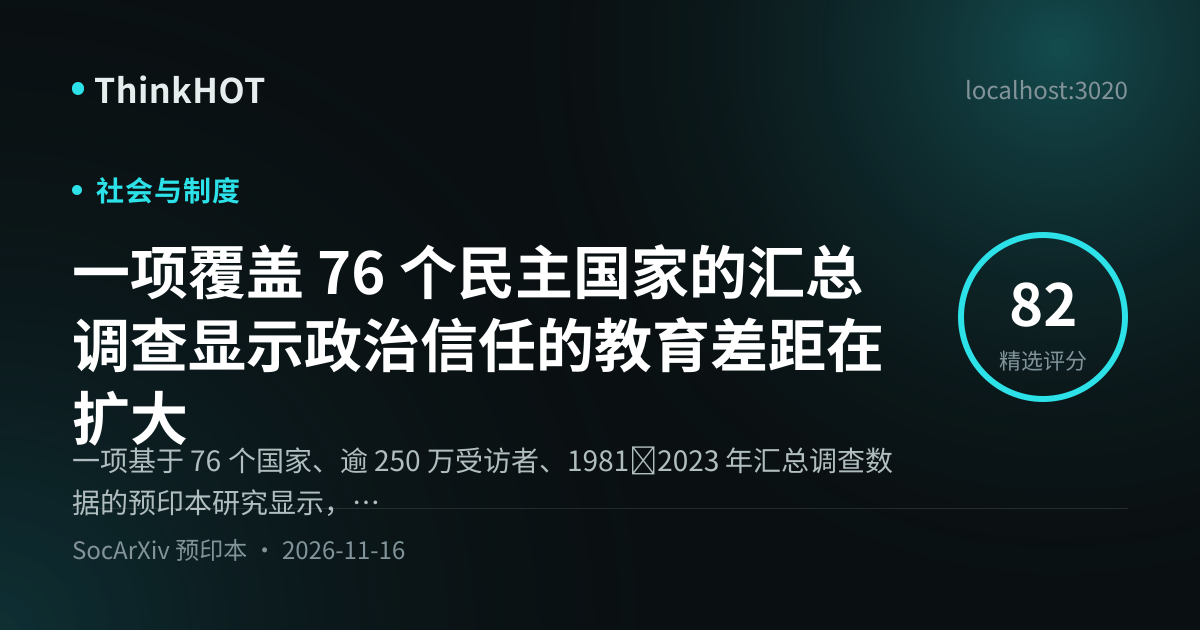 ThinkHOT
localhost:3020
社会与制度
一项覆盖 76 个民主国家的汇总
调查显示政治信任的教育差距在
扩大
82
精选评分
一项基于 76 个国家、逾 250 万受访者、1981☒2023 年汇总调查数
据的预印本研究显示，…
SocArXiv 预印本 · 2026-11-16